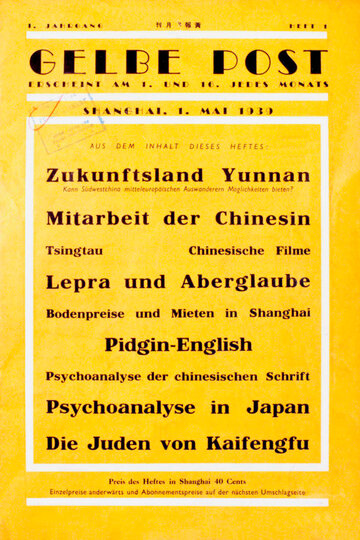 1. JAHRGANG HEFT 1
GELBE POST
ERSCHEINT AM 1. UND 16. JEDES MONATS
SHANGHAI, 1. MAI 1939
AUS DEM INHALT DIESES HEFTES:
Zukunftsland Yunnan
Kann Südwestchina mitteleuropäischen Auswanderern Möglichkeiten bieten?
Mitarbeit der Chinesin
Tsingtau Chinesische Filme
Lepra und Aberglaube
Bodenpreise und Mieten in Shanghai
Pidgin-English
Psychoanalyse der chinesischen Schrift
Psychoanalyse in Japan
Die Juden von Kaifengfu
Preis des Heftes in Shanghai 40 Cents
Einzelpreise anderwärts und Abonnementspreise auf der nächsten Umschlagseite